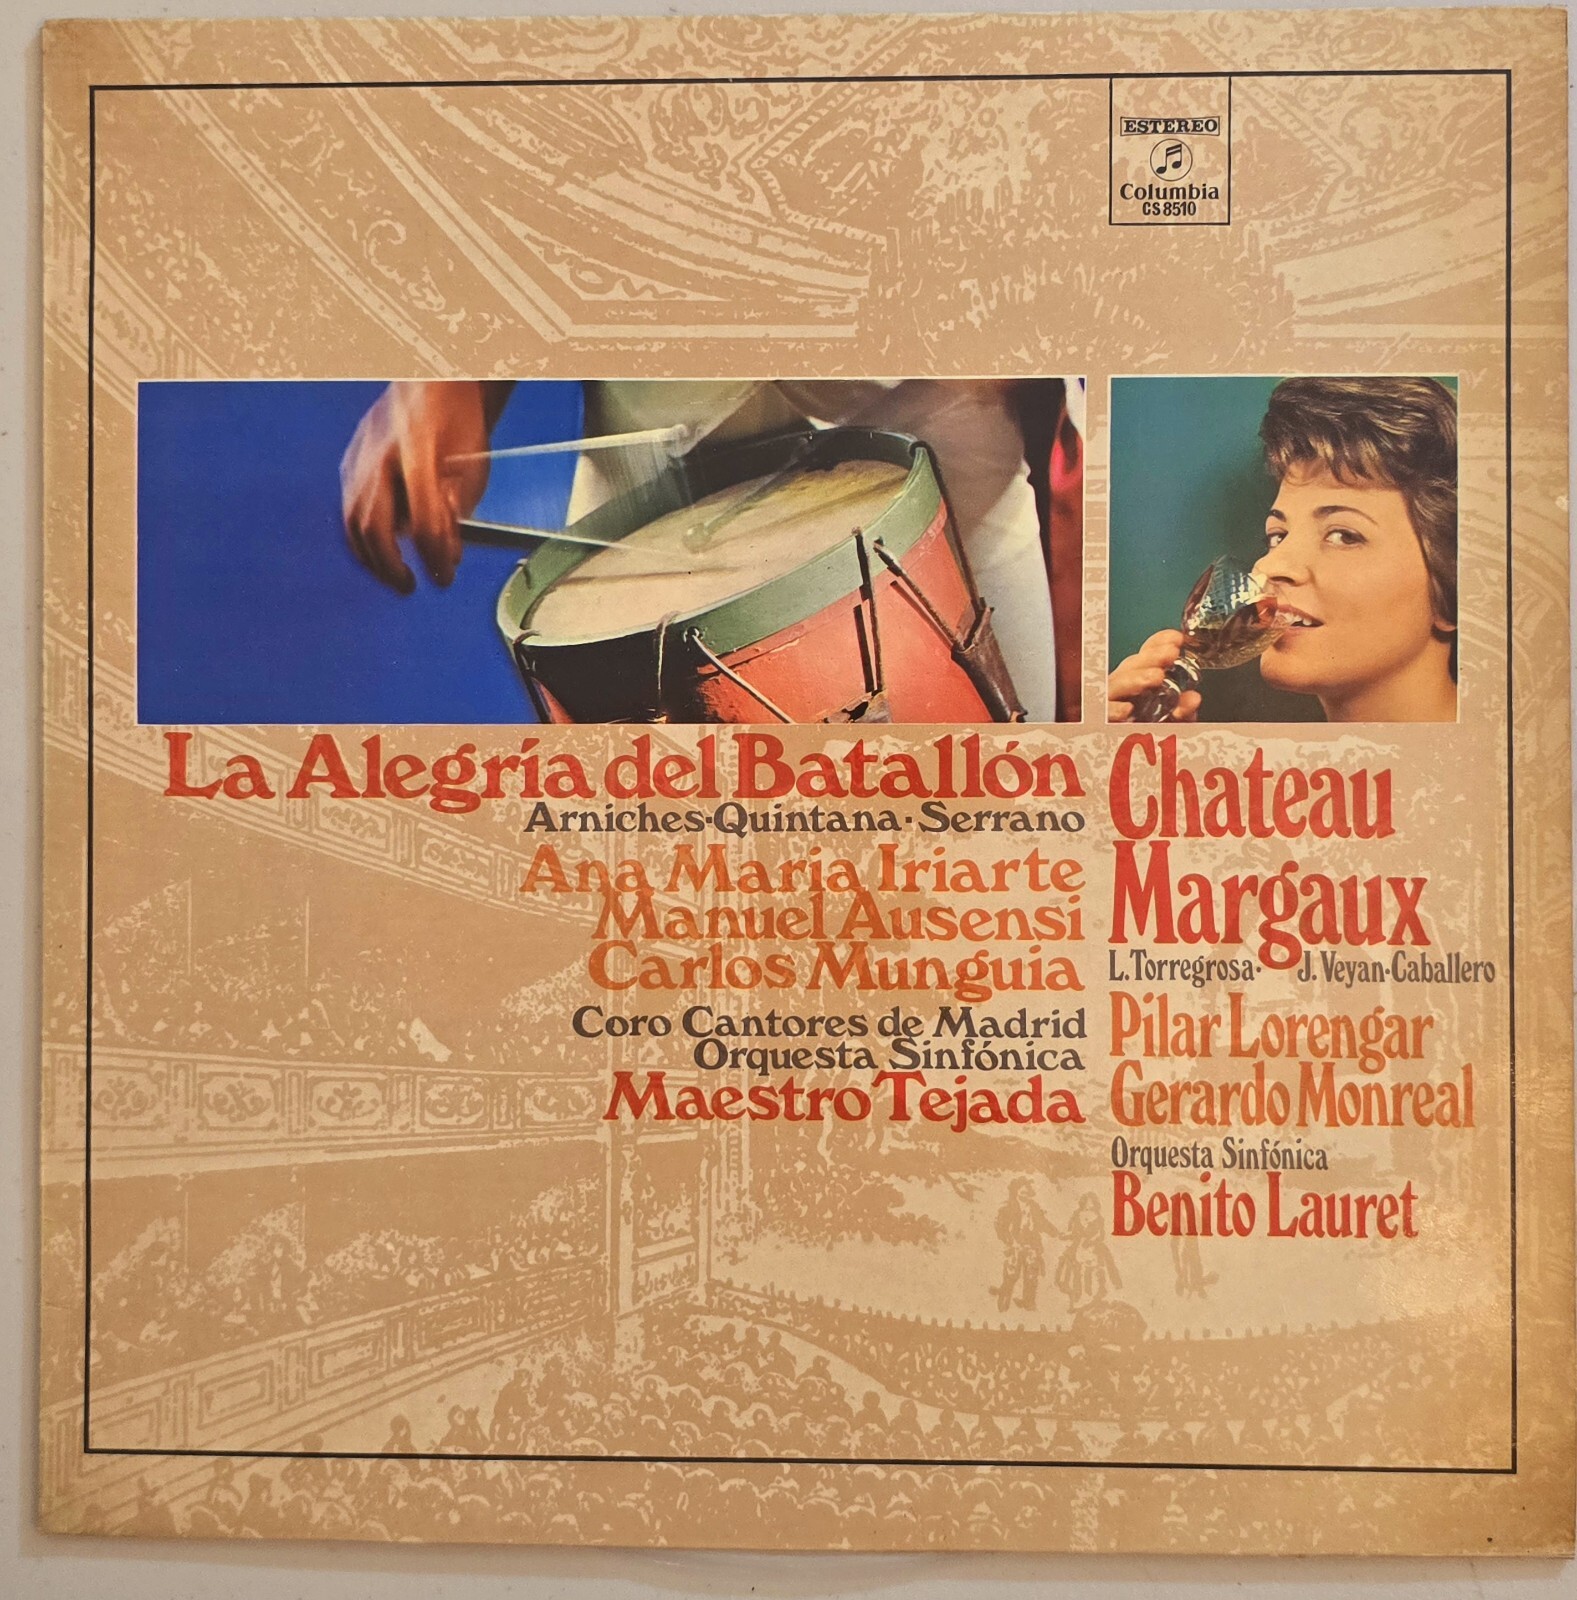 ESTEREO
Columbia
CS 8510
La Alegría del Batallón
Arniches·Quintana·Serrano
Ana Maria Iriarte
Manuel Ausensi
Carlos Munguia
Coro Cantores de Madrid
Orquesta Sinfónica
Maestro Tejada
Chateau
Margaux
L.Torregrosa· J.Veyan·Caballero
Pilar Lorengar
Gerardo Monreal
Orquesta Sinfónica
Benito Lauret